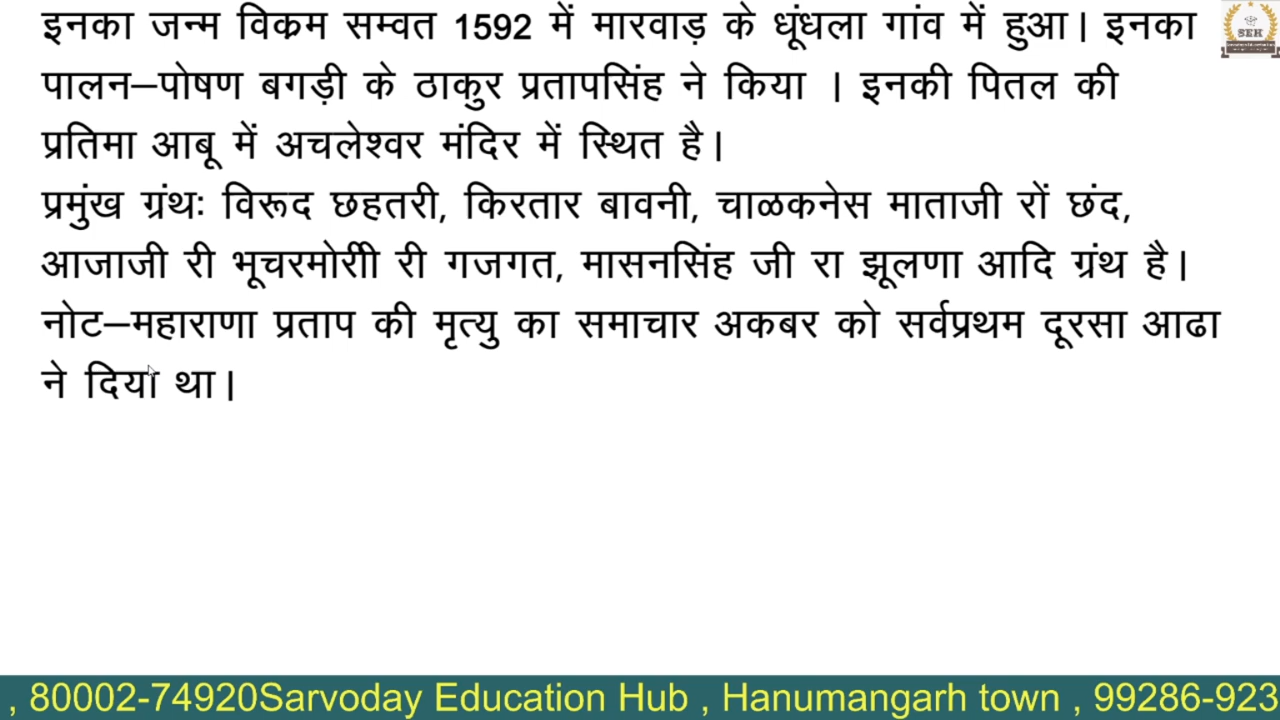 इनका जन्म विक्रम सम्वत 1592 में मारवाड़ के धूंधला गांव में हुआ। इनका
पालन–पोषण बगड़ी के ठाकुर प्रतापसिंह ने किया । इनकी पितल की
प्रतिमा आबू में अचलेश्वर मंदिर में स्थित है।
प्रमुंख ग्रंथः विरूद छहतरी, किरतार बावनी, चाळकनेस माताजी रों छंद,
आजाजी री भूचरमोरीी री गजगत, मासनसिंह जी रा झूलणा आदि ग्रंथ है।
नोट–महाराणा प्रताप की मृत्यु का समाचार अकबर को सर्वप्रथम दूरसा आढा
ने दिया था।
SEH
, 80002-74920Sarvoday Education Hub , Hanumangarh town , 99286-923